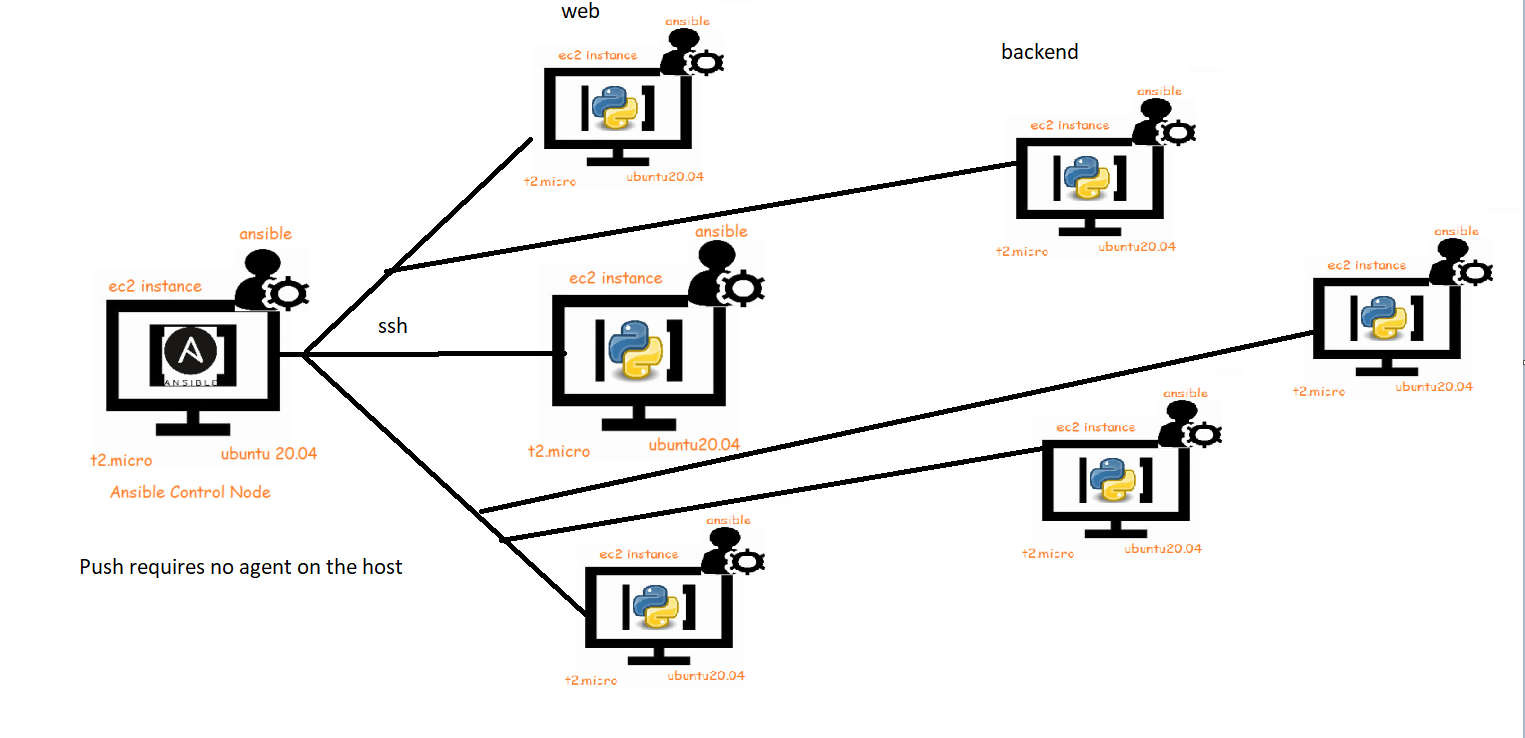 web
ansible
ec2 instance
t2.micro
ubuntu20.04
backend
ansible
ec2 instance
t2.micro
ubuntu20.04
ansible
ec2 instance
ANSIBLE
t2.micro
ubuntu 20.04
Ansible Control Node
ssh
ansible
ec2 instance
t2.micro
ubuntu20.04
ansible
ec2 instance
t2.micro
ubuntu20.04
ansible
ec2 instance
t2.micro
ubuntu20.04
Push requires no agent on the host
ansible
ec2 instance
t2.micro
ubuntu20.04